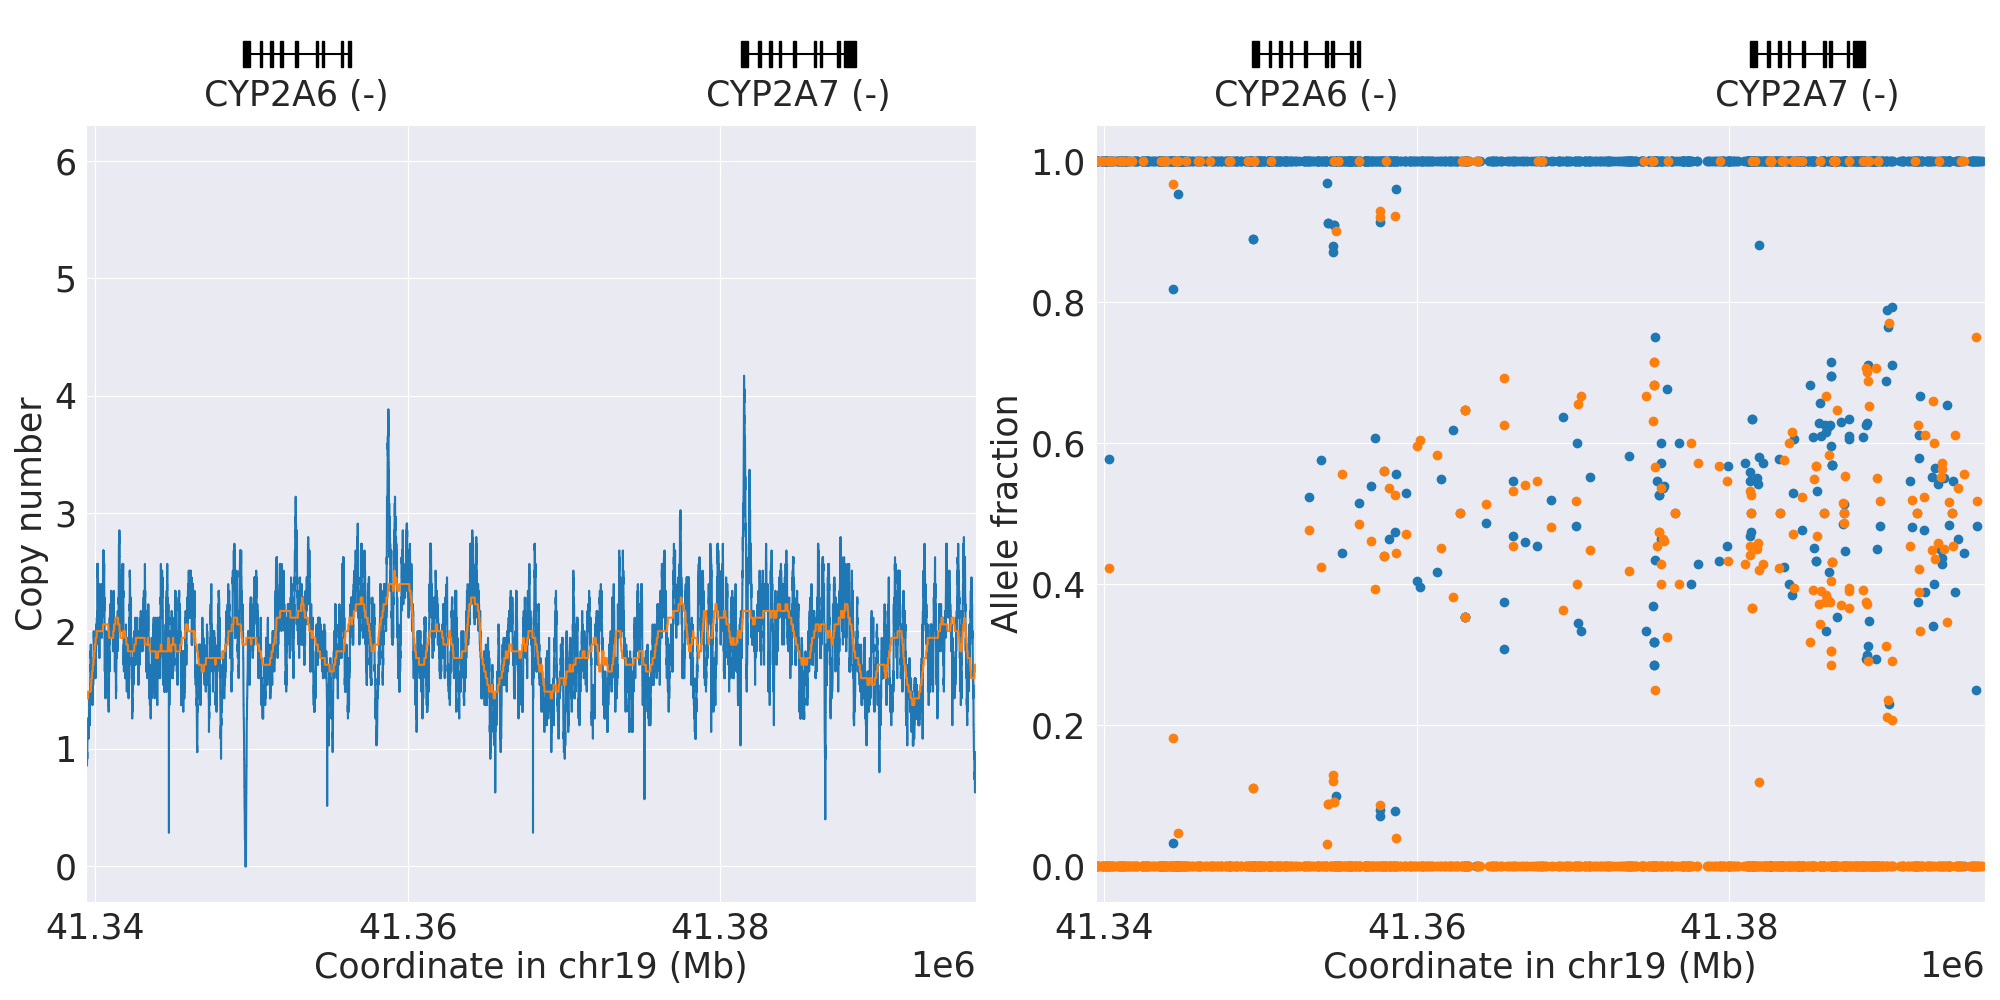 CYP2A6 (-)
CYP2A7 (-)
Copy number
6
5
4
3
2
1
0
41.34
41.36
41.38
Coordinate in chr19 (Mb)
1e6
CYP2A6 (-)
CYP2A7 (-)
Allele fraction
1.0
0.8
0.6
0.4
0.2
0.0
41.34
41.36
41.38
Coordinate in chr19 (Mb)
1e6